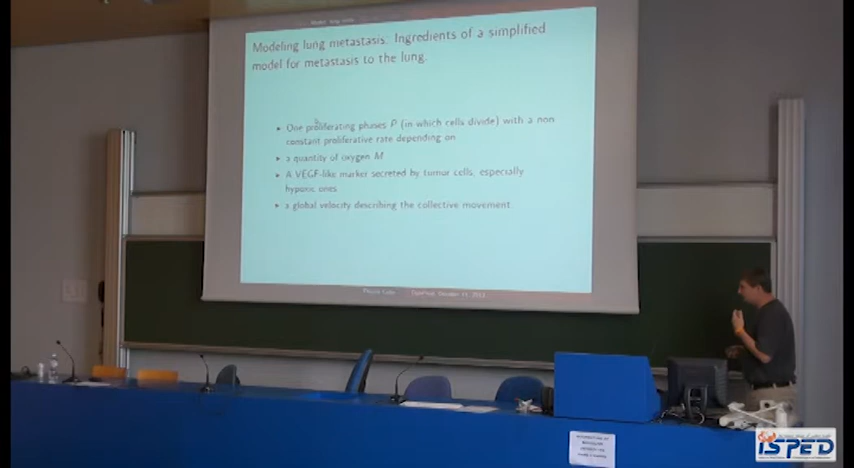 Modeling lung metastasis. Ingredients of a simplified
model for metastasis to the lung.
▸ One proliferating phases P (in which cells divide) with a non
constant proliferative rate depending on
▸ a quantity of oxygen M
▸ A VEGF-like marker secreted by tumor cells, especially
hypoxic ones
▸ a global velocity describing the collective movement
ISPED